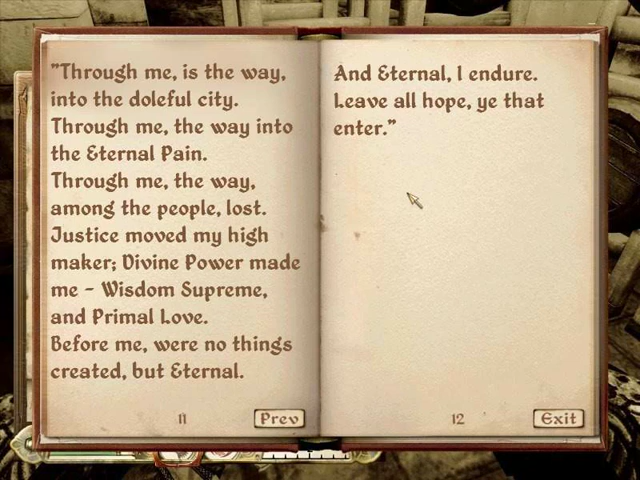 "Through me, is the way,
into the doleful city.
Through me, the way into
the Eternal Pain.
Through me, the way,
among the people, lost.
Justice moved my high
maker; Divine Power made
me - Wisdom Supreme,
and Primal Love.
Before me, were no things
created, but Eternal.
11
Prev
And Eternal, I endure.
Leave all hope, ye that
enter."
12
Exit